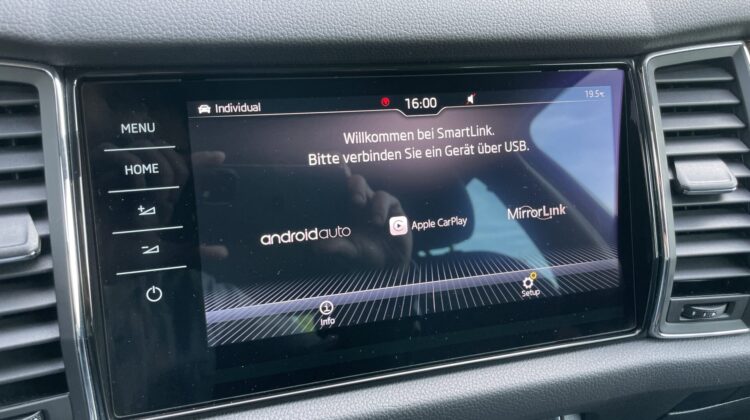 MENU
HOME
Individual
16:00
19.5°C
Willkommen bei SmartLink.
Bitte verbinden Sie ein Gerät über USB.
androidauto
Apple CarPlay
MirrorLink
Info
Setup